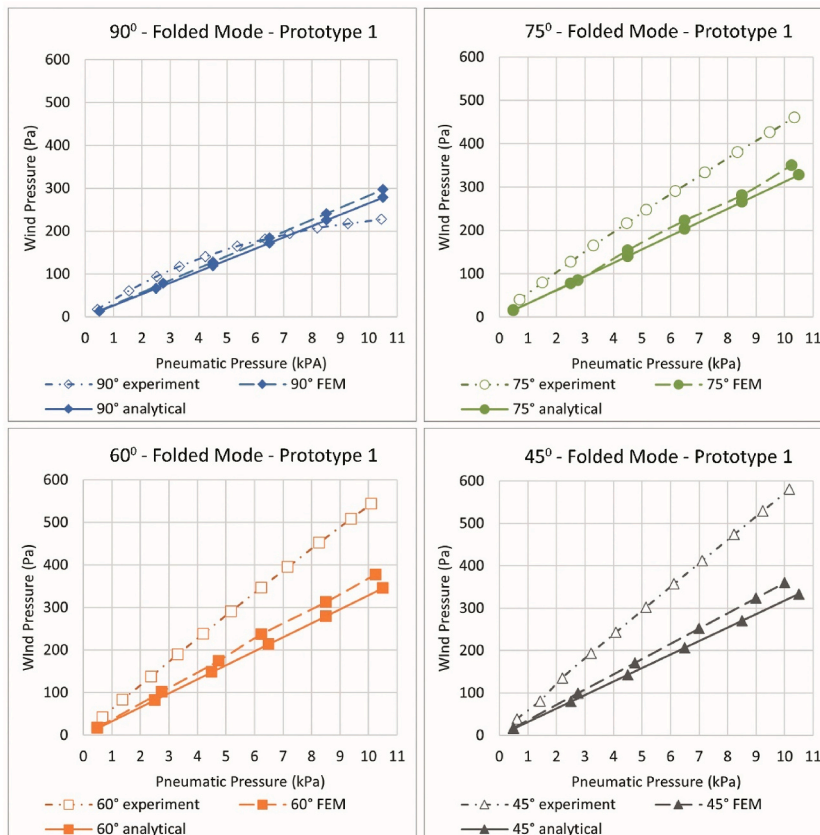 90⁰ - Folded Mode - Prototype 1
600
500
400
300
200
100
0
Wind Pressure (Pa)
0 1 2 3 4 5 6 7 8 9 10 11
Pneumatic Pressure (kPA)
90° experiment 90° FEM
90° analytical
75⁰ - Folded Mode - Prototype 1
600
500
400
300
200
100
0
WInd Pressure (Pa)
0 1 2 3 4 5 6 7 8 9 10 11
Pneumatic Pressure (kPa)
75° experiment 75° FEM
75° analytical
60⁰ - Folded Mode - Prototype 1
600
500
400
300
200
100
0
WInd Pressure (Pa)
0 1 2 3 4 5 6 7 8 9 10 11
Pneumatic Pressure (kPa)
60° experiment 60° FEM
60° analytical
45⁰ - Folded Mode - Prototype 1
600
500
400
300
200
100
0
WInd Pressure (Pa)
0 1 2 3 4 5 6 7 8 9 10 11
Pneumatic Pressure (kPa)
45° experiment 45° FEM
45° analytical